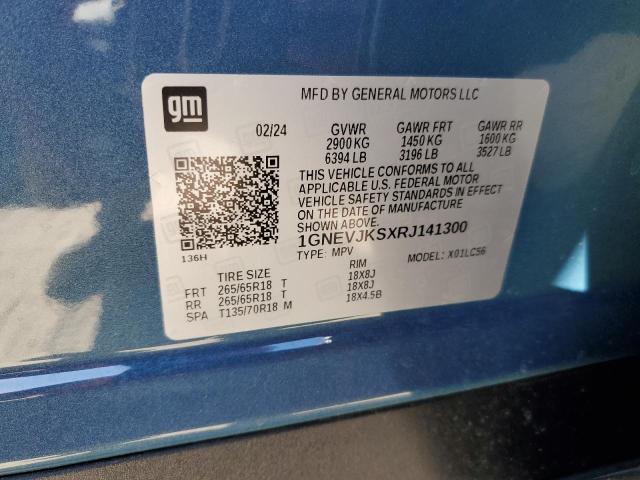 gm
MFD BY GENERAL MOTORS LLC
02/24 GVWR GAWR FRT GAWR RR
2900 KG 1450 KG 1600 KG
6394 LB 3196 LB 3527 LB
THIS VEHICLE CONFORMS TO ALL
APPLICABLE U.S. FEDERAL MOTOR
VEHICLE SAFETY STANDARDS IN EFFECT
ON THE DATE OF MANUFACTURE
SHOWN ABOVE.
1GNEVJKSXRJ141300
136H TYPE: MPV MODEL: X01LC56
TIRE SIZE RIM
FRT 265/65R18 T 18X8J
RR 265/65R18 T 18X8J
SPA T135/70R18 M 18X4.5B